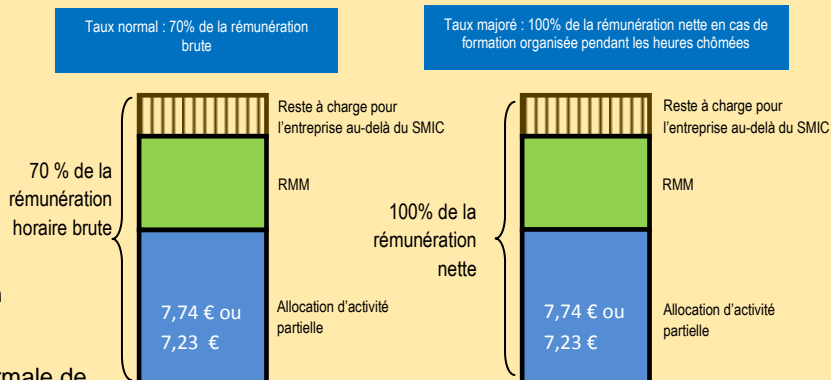 Taux normal : 70% de la rémunération
brute
Taux majoré : 100% de la rémunération nette en cas de
formation organisée pendant les heures chômées
70 % de la
rémunération
horaire brute
Reste à charge pour
l'entreprise au-delà du SMIC
RMM
7,74 € ou
7,23 €
Allocation d'activité
partielle
100% de la
rémunération
nette
Reste à charge pour
l'entreprise au-delà du SMIC
RMM
7,74 € ou
7,23 €
Allocation d'activité
partielle
de